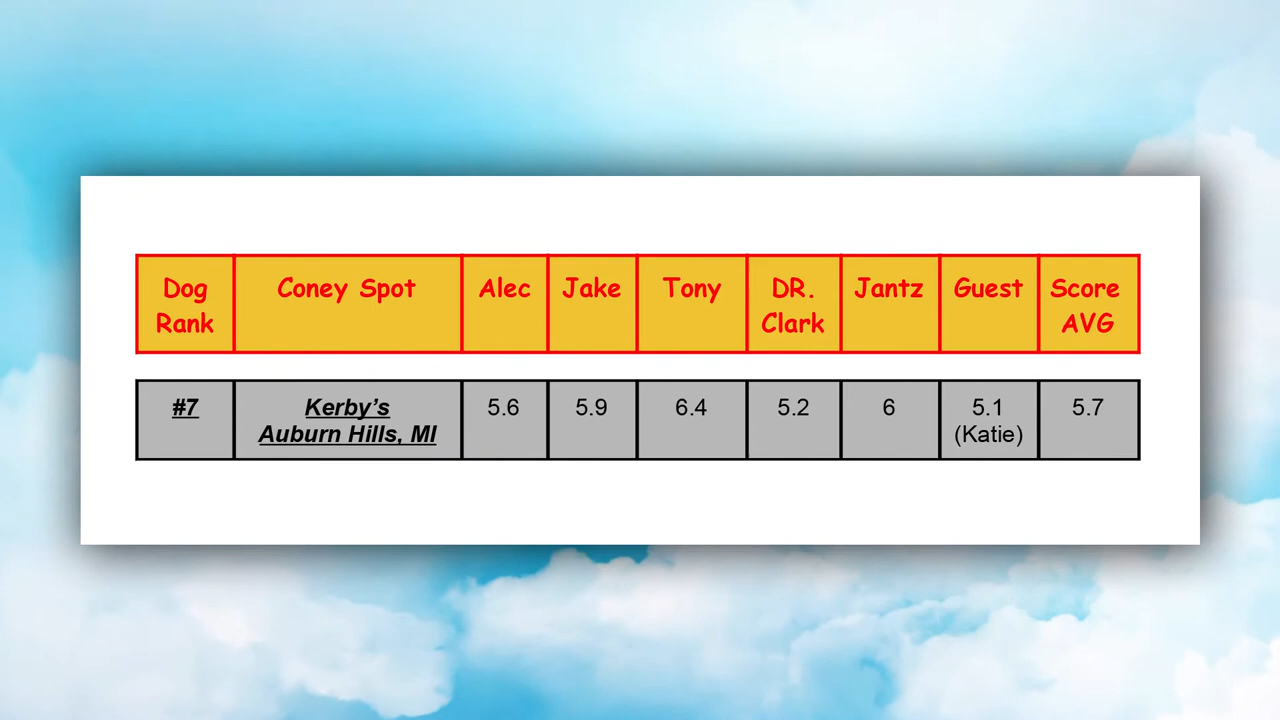 Dog Rank Coney Spot Alec Jake Tony DR. Clark Jantz Guest Score AVG
#7 Kerby’s Auburn Hills, MI 5.6 5.9 6.4 5.2 6 5.1 (Katie) 5.7